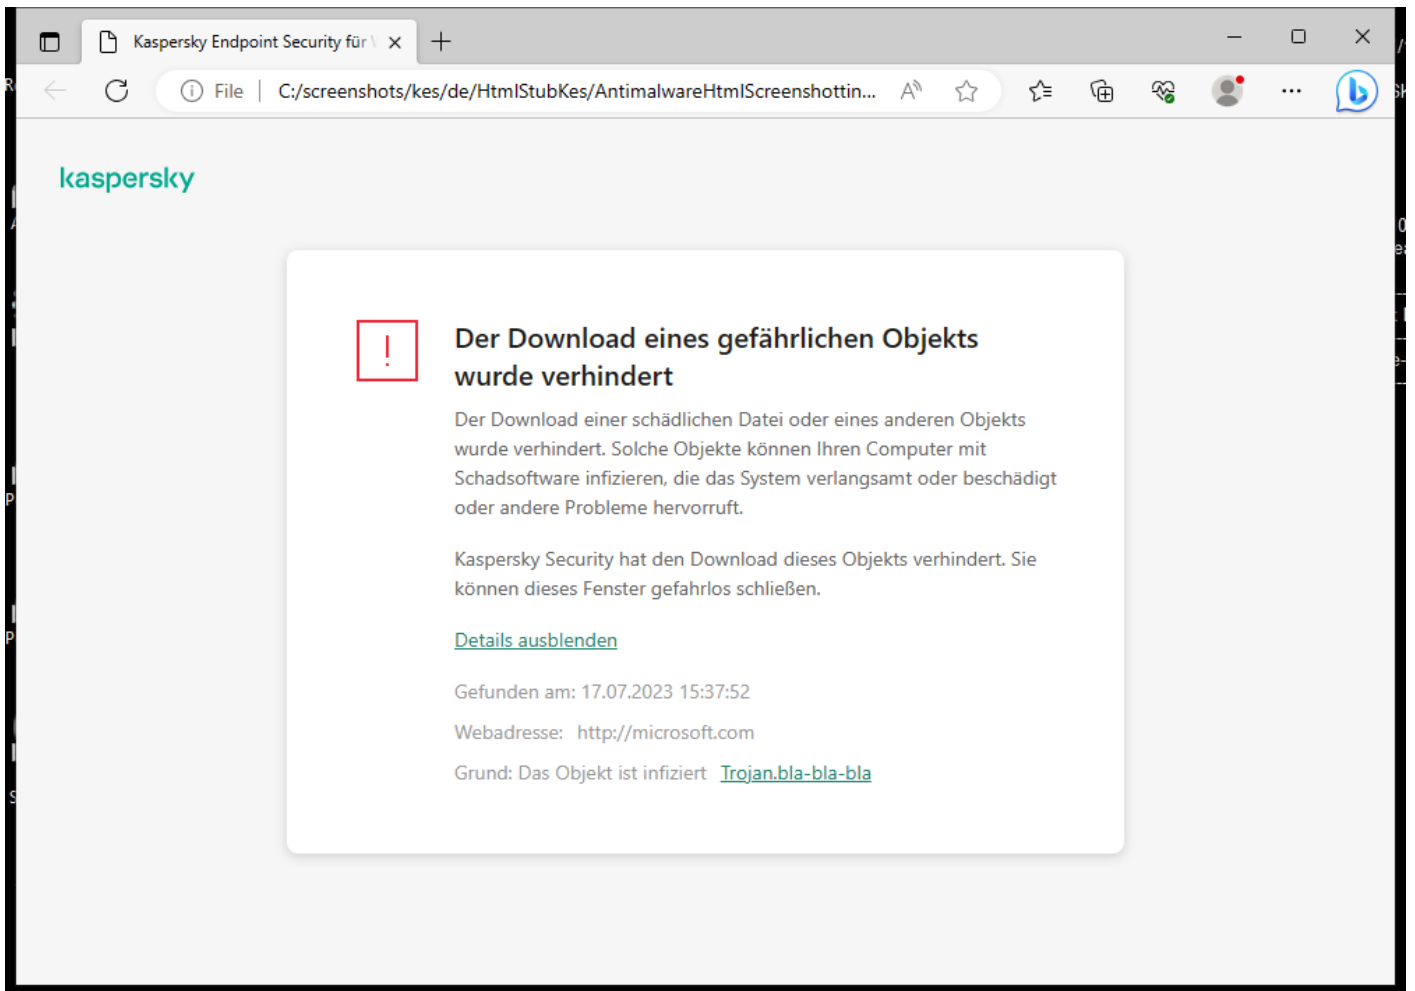 Kaspersky Endpoint Security für
File
C:/screenshots/kes/de/HtmlStubKes/AntimalwareHtmlScreenshottin...
kaspersky
Der Download eines gefährlichen Objekts
wurde verhindert
Der Download einer schädlichen Datei oder eines anderen Objekts
wurde verhindert. Solche Objekte können Ihren Computer mit
Schadsoftware infizieren, die das System verlangsamt oder beschädigt
oder andere Probleme hervorruft.
Kaspersky Security hat den Download dieses Objekts verhindert. Sie
können dieses Fenster gefahrlos schließen.
Details ausblenden
Gefunden am: 17.07.2023 15:37:52
Webadresse: http://microsoft.com
Grund: Das Objekt ist infiziert Trojan.bla-bla-bla